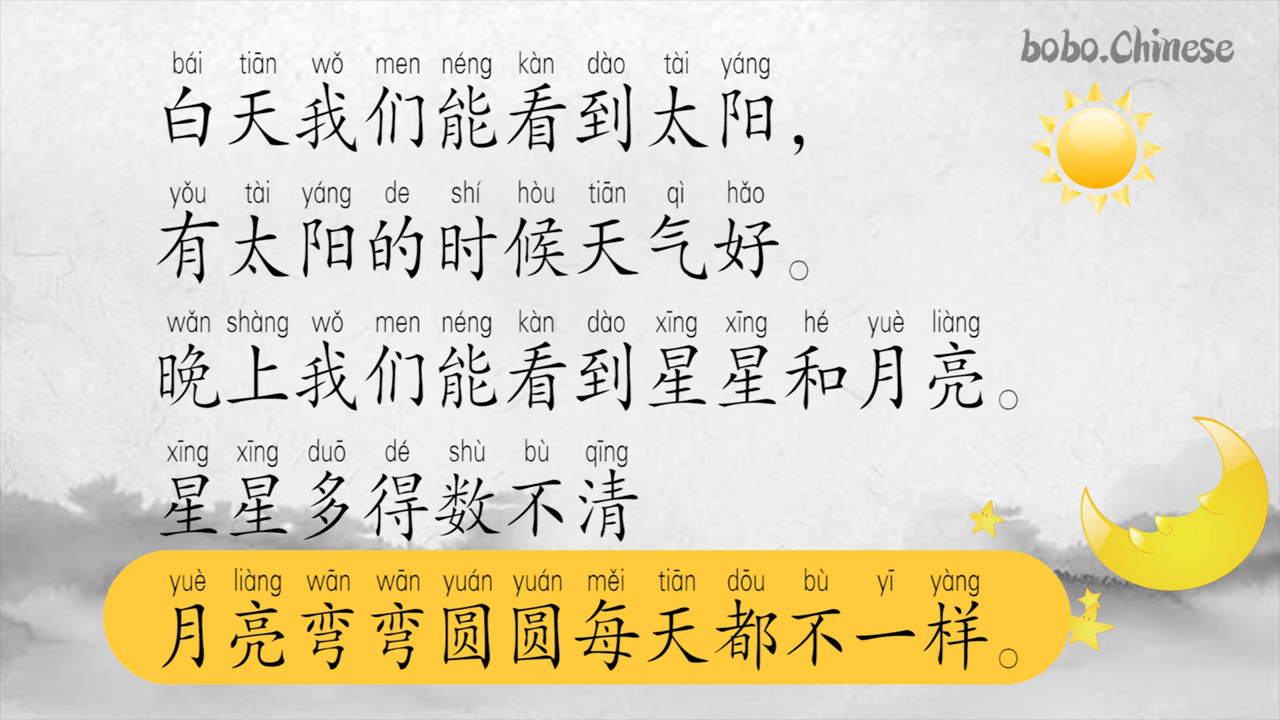 bobo.Chinese
bái tiān wǒ men néng kàn dào tài yáng
白天我们能看到太阳，
yǒu tài yáng de shí hòu tiān qì hǎo
有太阳的时候天气好。
wǎn shàng wǒ men néng kàn dào xīng xīng hé yuè liàng
晚上我们能看到星星和月亮。
xīng xīng duō dé shù bù qīng
星星多得数不清
yuè liàng wān wān yuán yuán měi tiān dōu bù yī yàng
月亮弯弯圆圆每天都不一样。